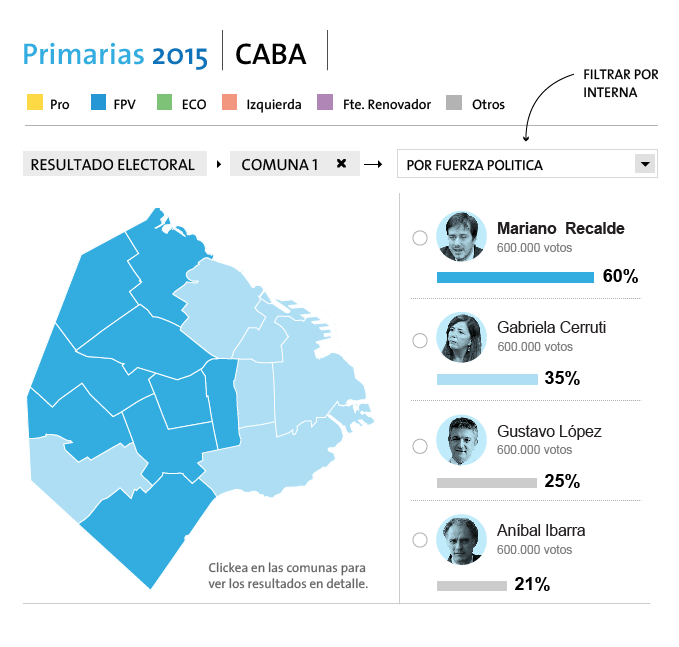 Primarias 2015 CABA
FILTRAR POR
INTERNA
Pro FPV ECO Izquierda Fte. Renovador Otros
RESULTADO ELECTORAL COMUNA 1 ✖ POR FUERZA POLITICA
Mariano Recalde
600.000 votos
60%
Gabriela Cerruti
600.000 votos
35%
Gustavo López
600.000 votos
25%
Aníbal Ibarra
600.000 votos
21%
Clickea en las comunas para
ver los resultados en detalle.